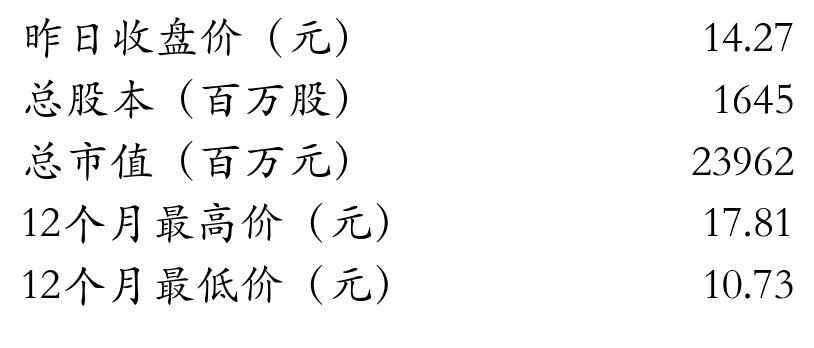 昨日收盘价（元） 14.27
总股本（百万股） 1645
总市值（百万元） 23962
12个月最高价（元） 17.81
12个月最低价（元） 10.73